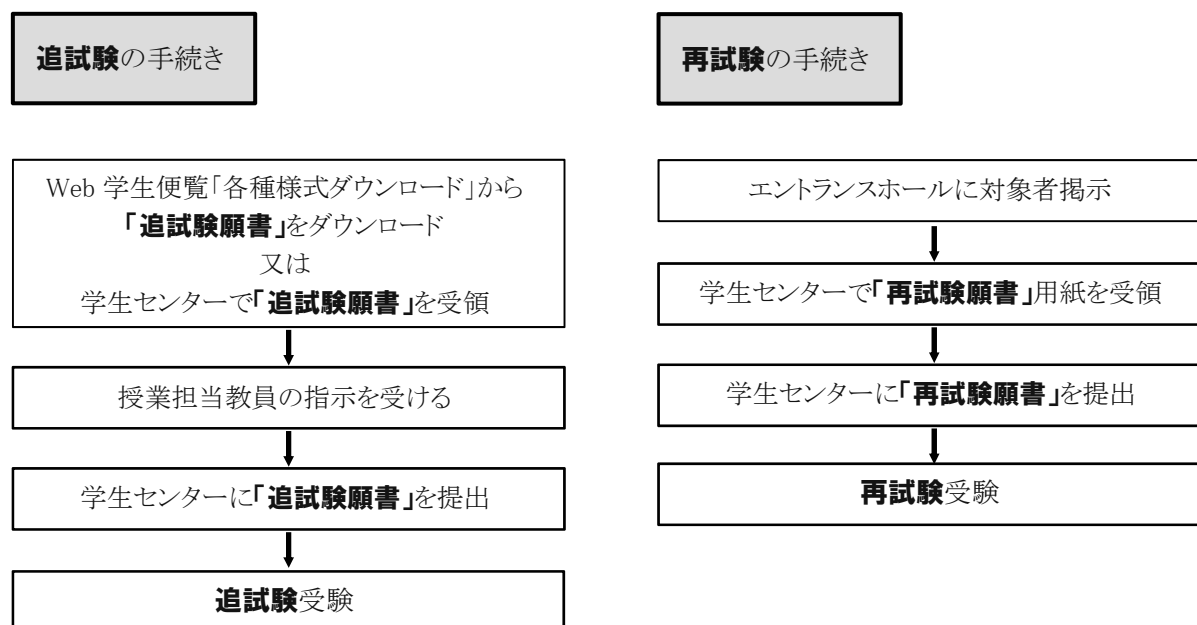 追試験の手続き
Web 学生便覧「各種様式ダウンロード」から
「追試験願書」をダウンロード
又は
学生センターで「追試験願書」を受領
授業担当教員の指示を受ける
学生センターに「追試験願書」を提出
追試験受験
再試験の手続き
エントランスホールに対象者掲示
学生センターで「再試験願書」用紙を受領
学生センターに「再試験願書」を提出
再試験受験